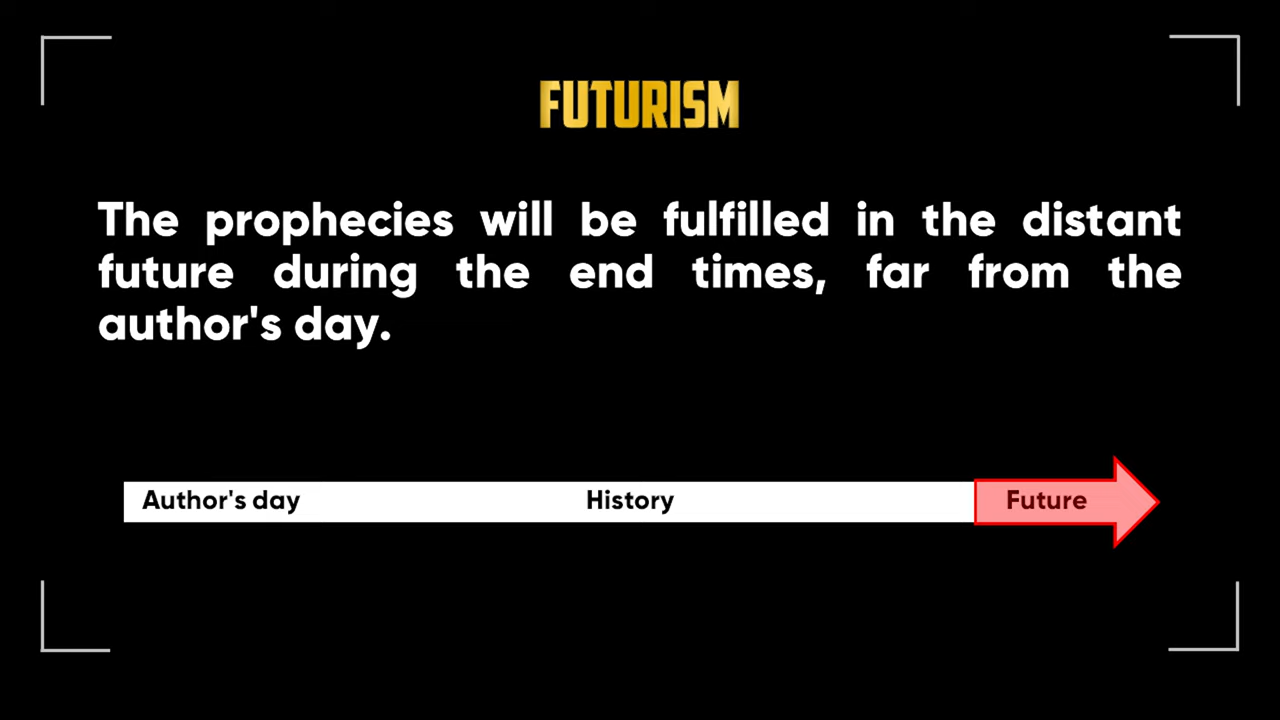 FUTURISM
The prophecies will be fulfilled in the distant
future during the end times, far from the
author's day.
Author's day History Future